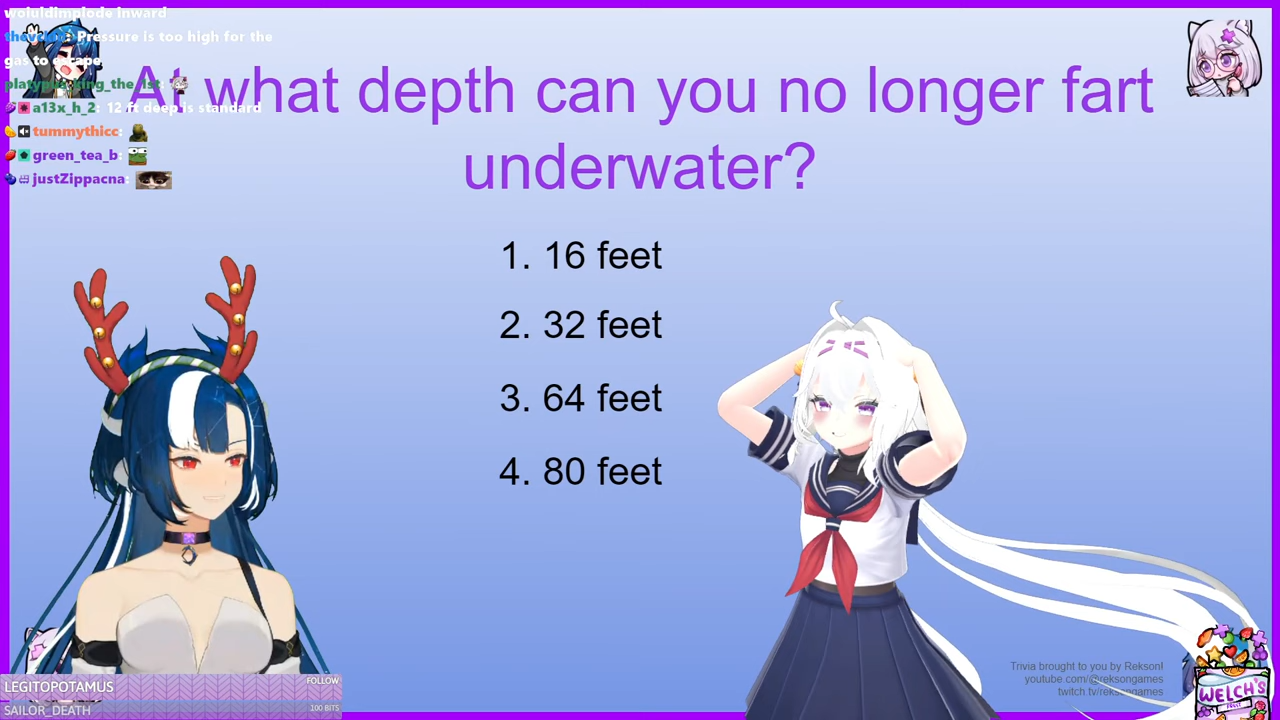 woluldimplode inward
Pressure is too high for the
gas to escape
platypus_king_the_1st:
a13x_h_2: 12 ft deep is standard
tummythicc:
green_tea_b:
justZippacna:
At what depth can you no longer fart
underwater?
1. 16 feet
2. 32 feet
3. 64 feet
4. 80 feet
LEGITOPOTAMUS
FOLLOW
SAILOR_DEATH
100 BITS
Trivia brought to you by Rekson!
youtube.com/@reksongames
twitch.tv/reksongames
WELCH'S